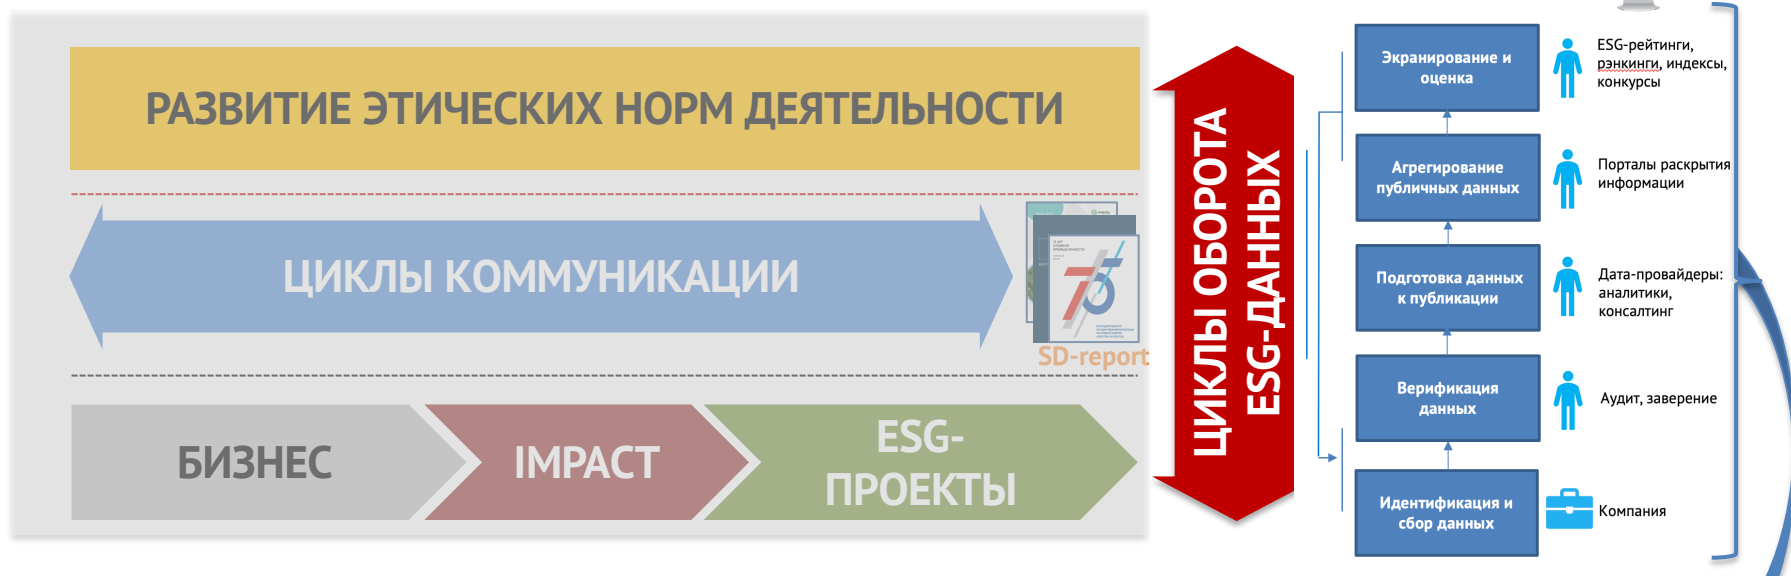 РАЗВИТИЕ ЭТИЧЕСКИХ НОРМ ДЕЯТЕЛЬНОСТИ
ЦИКЛЫ КОММУНИКАЦИИ
75
SD-report
БИЗНЕС
IMPACT
ESG-
ПРОЕКТЫ
ЦИКЛЫ ОБОРОТА
ESG-ДАННЫХ
Экранирование и
оценка
ESG-рейтинги,
рэнкинги, индексы,
конкурсы
Агрегирование
публичных данных
Порталы раскрытия
информации
Подготовка данных
к публикации
Дата-провайдеры:
аналитики,
консалтинг
Верификация
данных
Аудит, заверение
Идентификация и
сбор данных
Компания